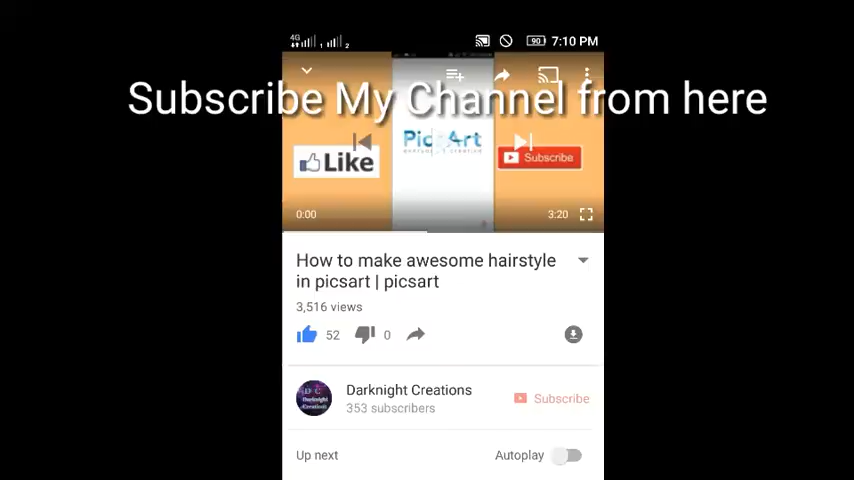 4G 1 2 90 7:10 PM
Subscribe My Channel from here
PicsArt
Like
Subscribe
0:00 3:20
How to make awesome hairstyle
in picsart | picsart
3,516 views
52 0
Darknight Creations
353 subscribers
Subscribe
Up next Autoplay